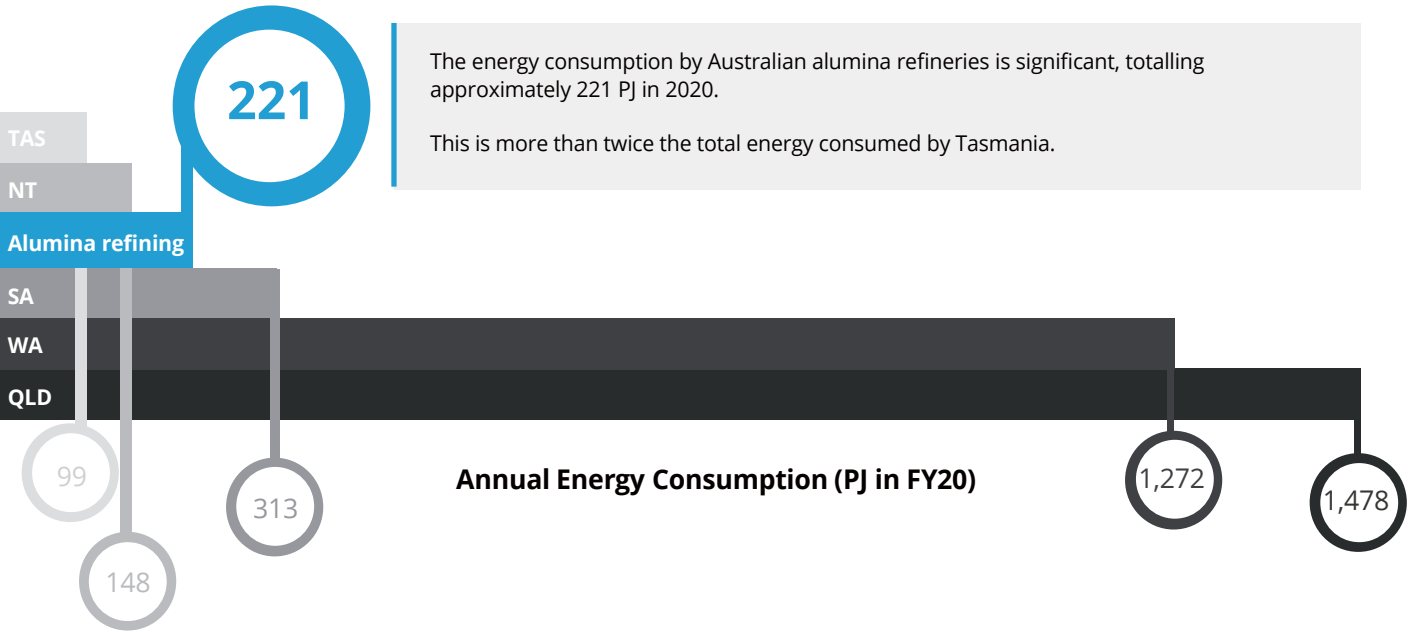 221
The energy consumption by Australian alumina refineries is significant, totalling
approximately 221 PJ in 2020.
This is more than twice the total energy consumed by Tasmania.
TAS
NT
Alumina refining
SA
WA
QLD
99
148
313
Annual Energy Consumption (PJ in FY20)
1,272
1,478